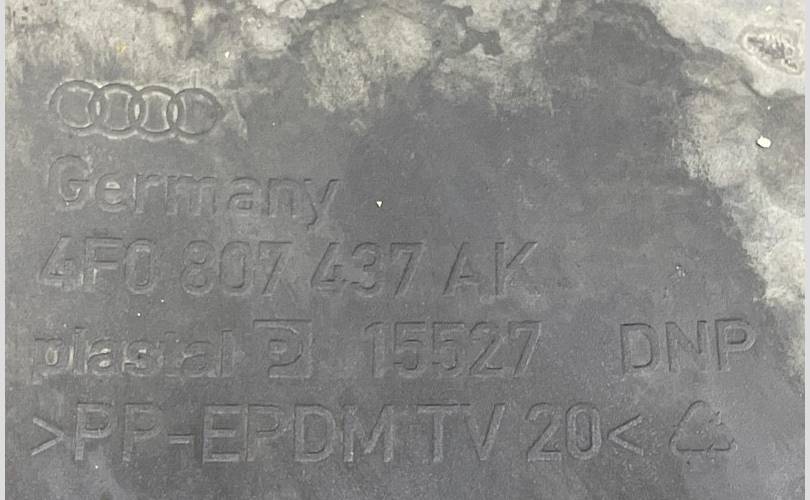 Germany
4F0 807 437 AK
plastal P 15527 DNP
>PP-EPDM TV 20<